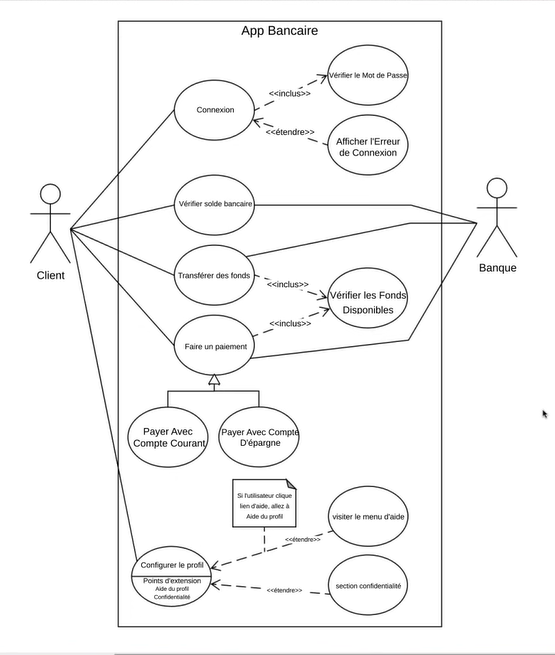 App Bancaire
Vérifier le Mot de Passe
<<inclus>>
Connexion
<<étendre>>
Afficher l'Erreur
de Connexion
Vérifier solde bancaire
Client
Banque
Transférer des fonds
<<inclus>>
Vérifier les Fonds
Disponibles
<<inclus>>
Faire un paiement
Payer Avec
Compte Courant
Payer Avec Compte
D'épargne
Si l'utilisateur clique
lien d'aide, allez à
Aide du profil
visiter le menu d'aide
<<étendre>>
Configurer le profil
Points d'extension
Aide du profil
Confidentialité
<<étendre>>
section confidentialité